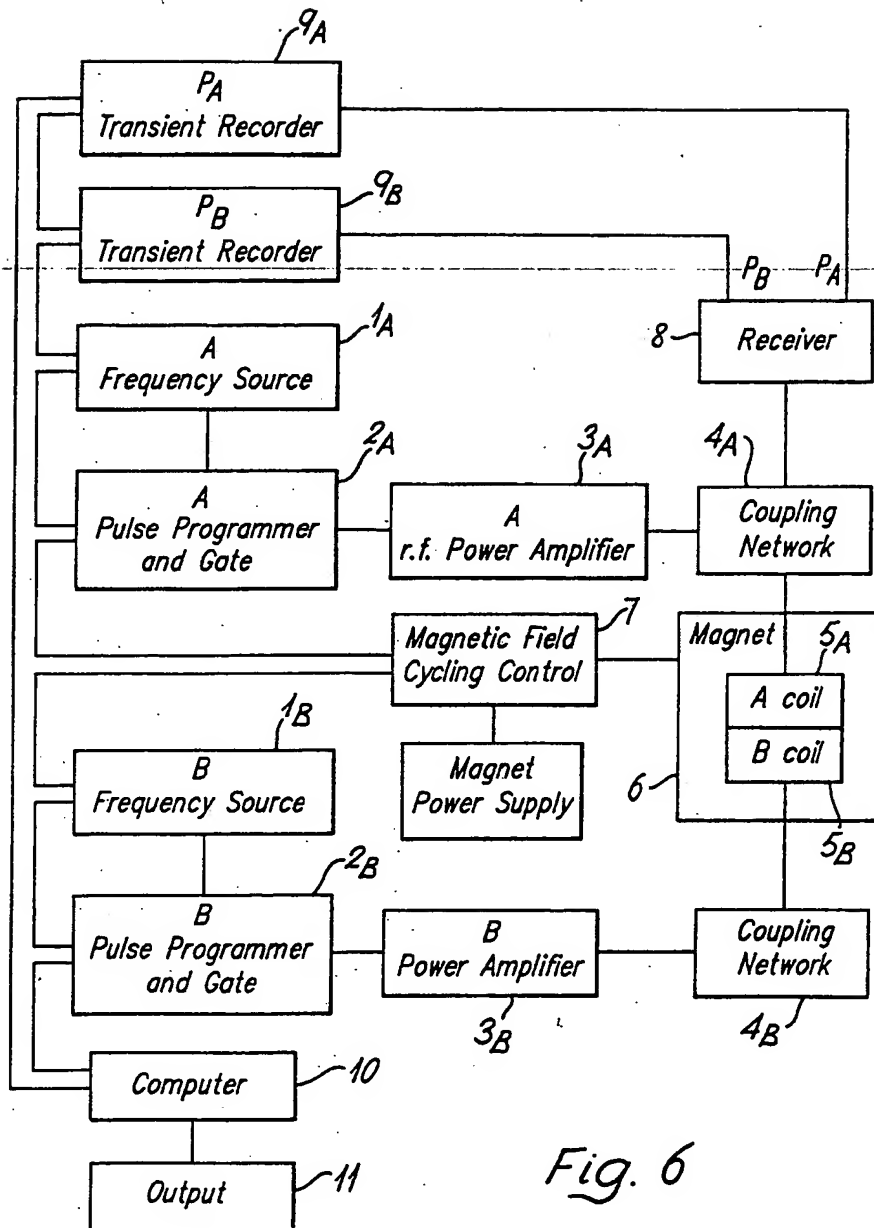 9A
PA
Transient Recorder
9B
PB
Transient Recorder
PB PA
1A
8
Receiver
A
Frequency Source
2A
3A
4A
A
Pulse Programmer
and Gate
A
r.f. Power Amplifier
Coupling
Network
7
Magnetic Field
Cycling Control
Magnet
5A
A coil
B coil
1B
B
Frequency Source
Magnet
Power Supply
6
5B
2B
B
Pulse Programmer
and Gate
B
Power Amplifier
Coupling
Network
3B
4B
Computer
10
Output
11
Fig. 6